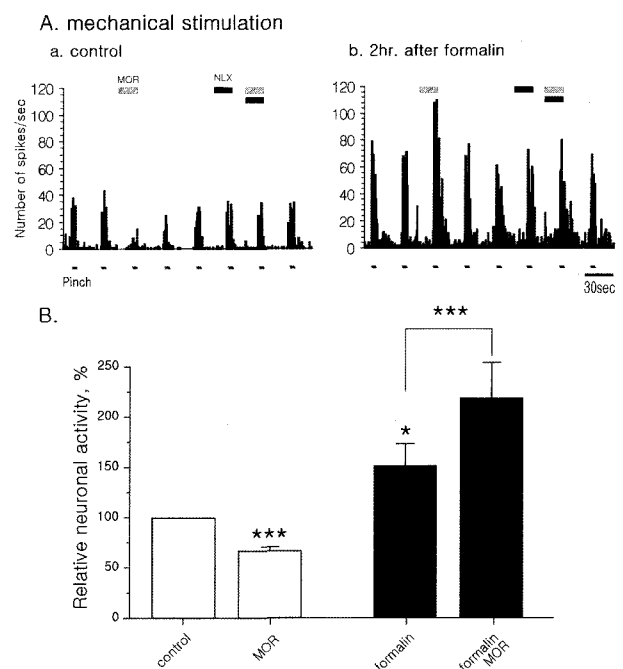 A. mechanical stimulation
a. control
b. 2hr. after formalin
MOR
NLX
Number of spikes/sec
120
100
80
60
40
20
0
120
100
80
60
40
20
0
Pinch
30sec
B.
***
Relative neuronal activity, %
250
200
150
100
50
0
***
*
control
MOR
formalin
formalin
MOR